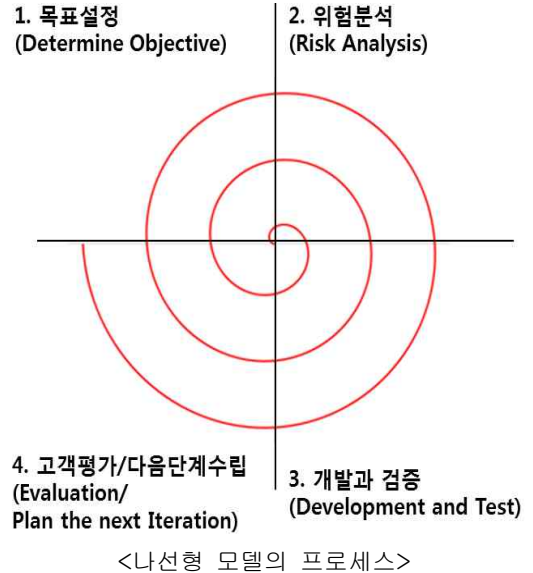 1. 목표설정
(Determine Objective)
2. 위험분석
(Risk Analysis)
4. 고객평가/다음단계수립
(Evaluation/
Plan the next Iteration)
3. 개발과 검증
(Development and Test)
<나선형 모델의 프로세스>